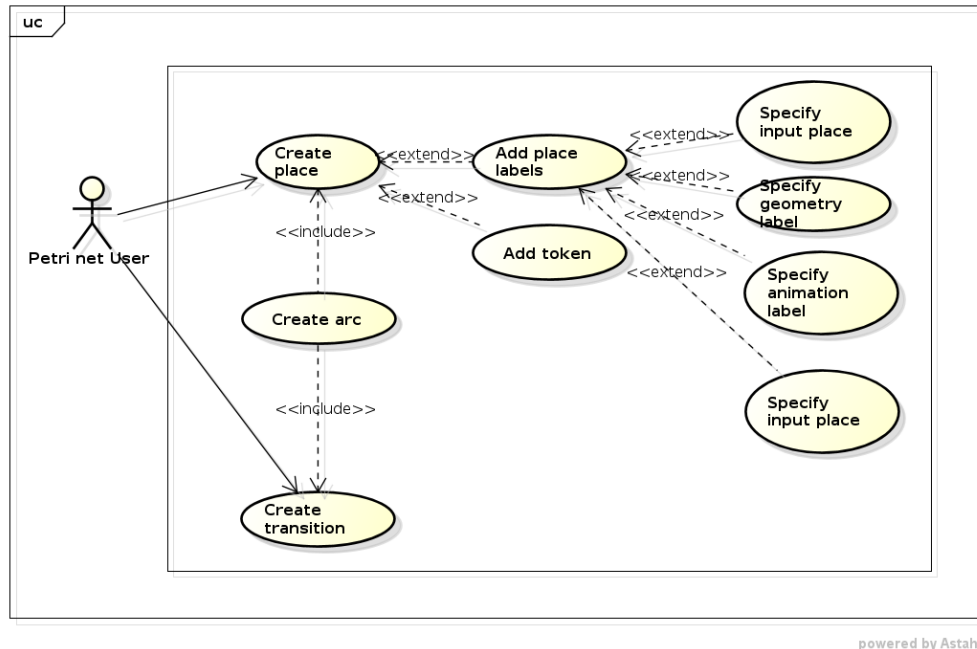 uc
Specify
input place
<<extend>>
Create
place
<<extend>>
Add place
labels
<<extend>>
Specify
geometry
label
<<extend>>
<<extend>>
<<include>>
Add token
Petri net User
<<extend>>
Specify
animation
label
Create arc
<<include>>
Specify
input place
Create
transition
powered by Astah